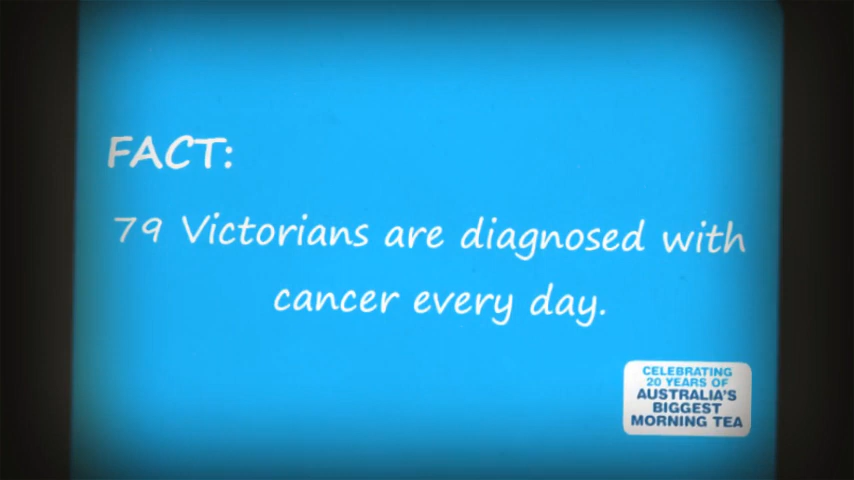 FACT:
79 Victorians are diagnosed with
cancer every day.
CELEBRATING
20 YEARS OF
AUSTRALIA'S
BIGGEST
MORNING TEA